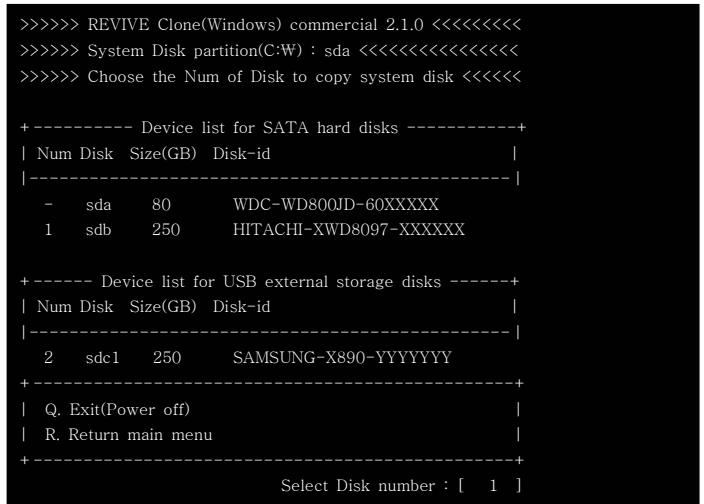 >>>>>> REVIVE Clone(Windows) commercial 2.1.0 <<<<<<<<<
>>>>>> System Disk partition(C:₩) : sda <<<<<<<<<<<<<<<<
>>>>>> Choose the Num of Disk to copy system disk <<<<<<
+---------- Device list for SATA hard disks -----------+
| Num Disk Size(GB) Disk-id |
|------------------------------------------------|
- sda 80 WDC-WD800JD-60XXXXX
1 sdb 250 HITACHI-XWD8097-XXXXXX
+------ Device list for USB external storage disks ------+
| Num Disk Size(GB) Disk-id |
|------------------------------------------------|
2 sdc1 250 SAMSUNG-X890-YYYYYYY
+------------------------------------------------+
| Q. Exit(Power off) |
| R. Return main menu |
+------------------------------------------------+
Select Disk number : [ 1 ]